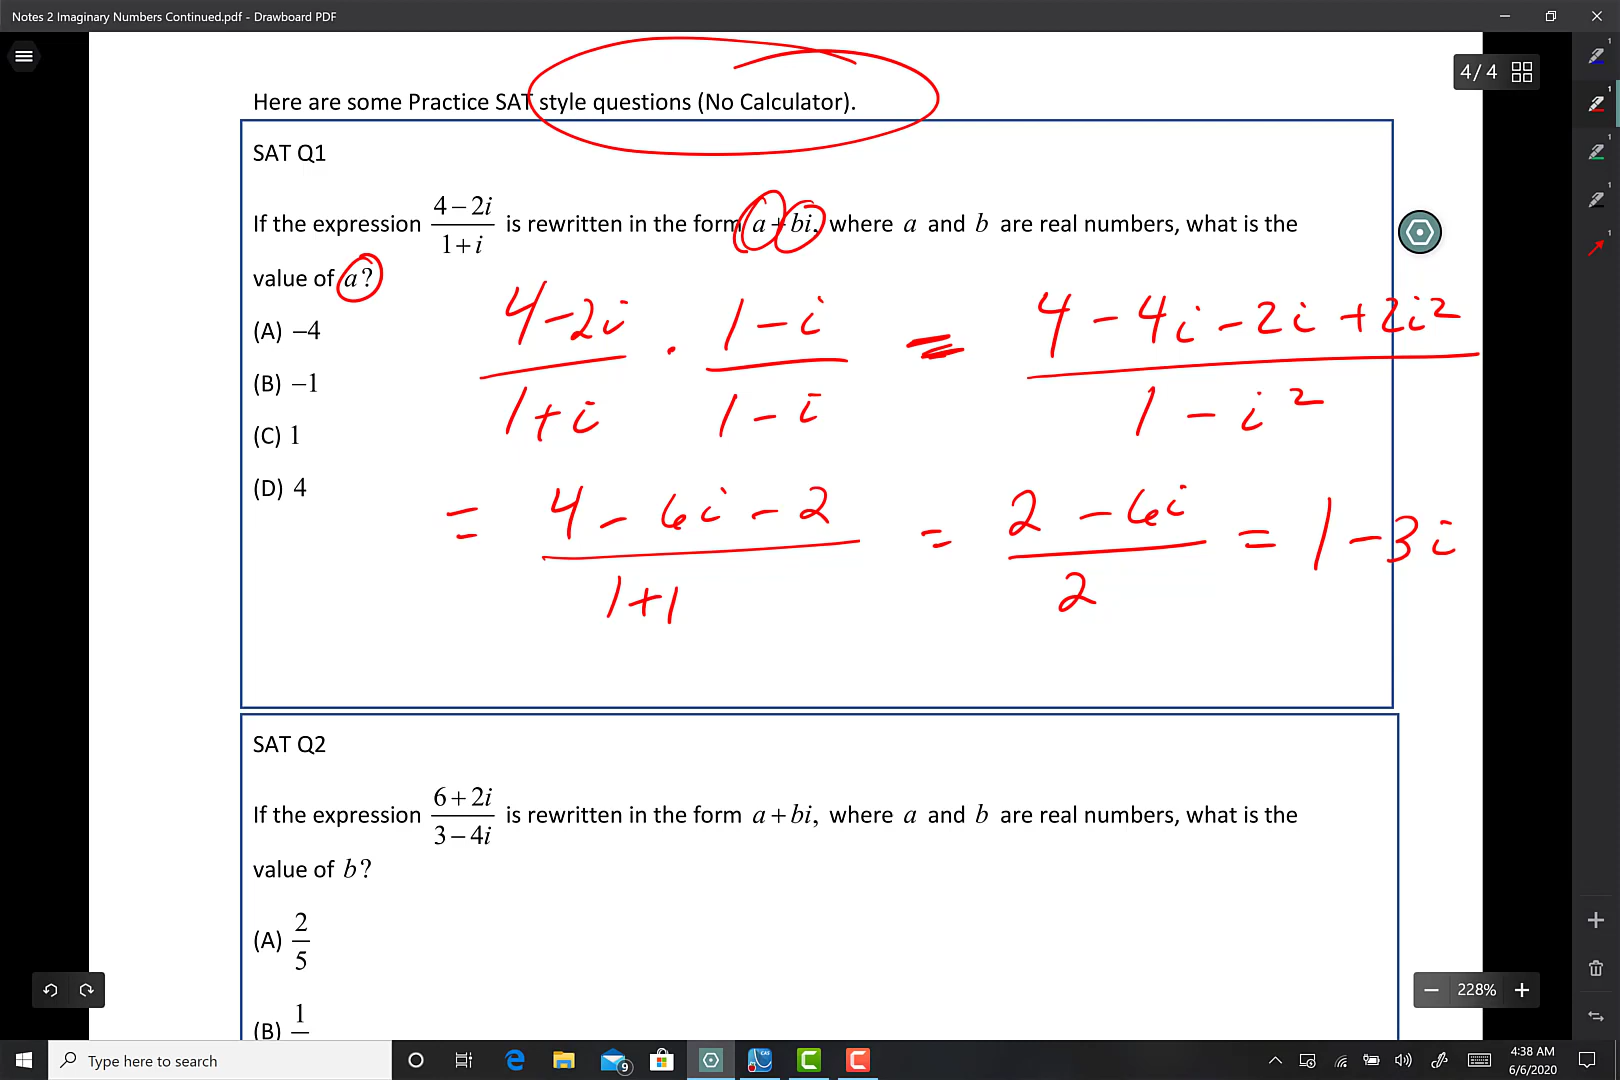 Notes 2 Imaginary Numbers Continued.pdf - Drawboard PDF
4/4
Here are some Practice SAT style questions (No Calculator).
SAT Q1
If the expression (4−2i)/(1+i) is rewritten in the form a+bi, where a and b are real numbers, what is the
value of a?
(A) −4
(B) −1
(C) 1
(D) 4
(4−2i)/(1+i) · (1−i)/(1−i) = (4−4i−2i+2i²)/(1−i²)
= (4−6i−2)/(1+1) = (2−6i)/2 = 1−3i
SAT Q2
If the expression (6+2i)/(3−4i) is rewritten in the form a+bi, where a and b are real numbers, what is the
value of b?
(A) 2/5
(B) 1
228%
Type here to search
9
CAS
4:38 AM
6/6/2020